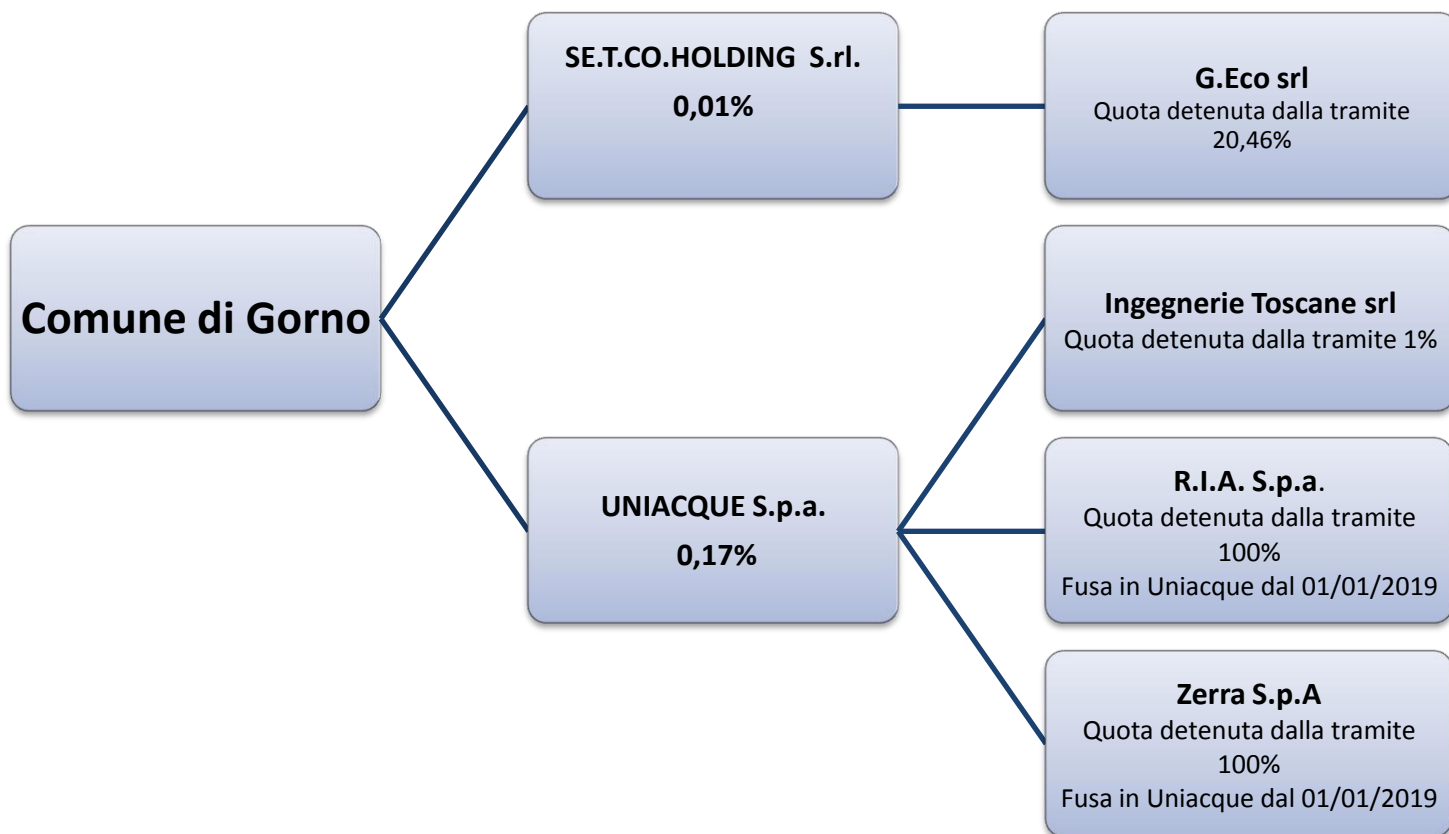 Comune di Gorno
SE.T.CO.HOLDING S.rl.
0,01%
G.Eco srl
Quota detenuta dalla tramite
20,46%
UNIACQUE S.p.a.
0,17%
Ingegnerie Toscane srl
Quota detenuta dalla tramite 1%
R.I.A. S.p.a.
Quota detenuta dalla tramite
100%
Fusa in Uniacque dal 01/01/2019
Zerra S.p.A
Quota detenuta dalla tramite
100%
Fusa in Uniacque dal 01/01/2019